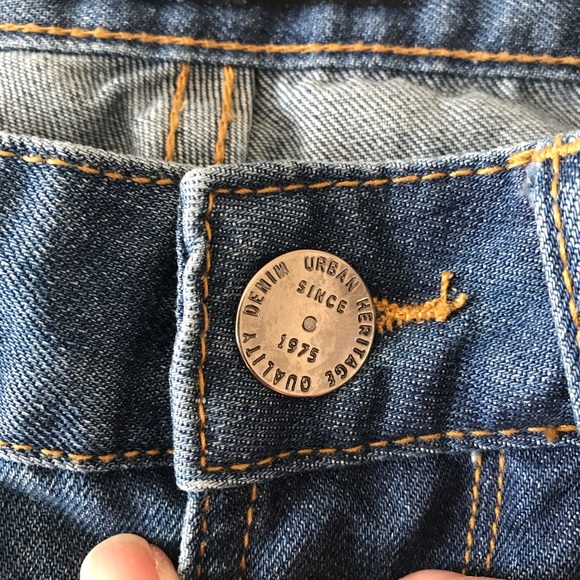 QUALITY DENIM URBAN HERITAGE
SINCE
1975